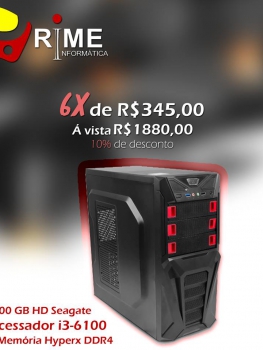 PRIME
INFORMÁTICA
6X de R$345,00
Á vista R$1880,00
10% de desconto
00 GB HD Seagate
cessador i3-6100
Memória Hyperx DDR4